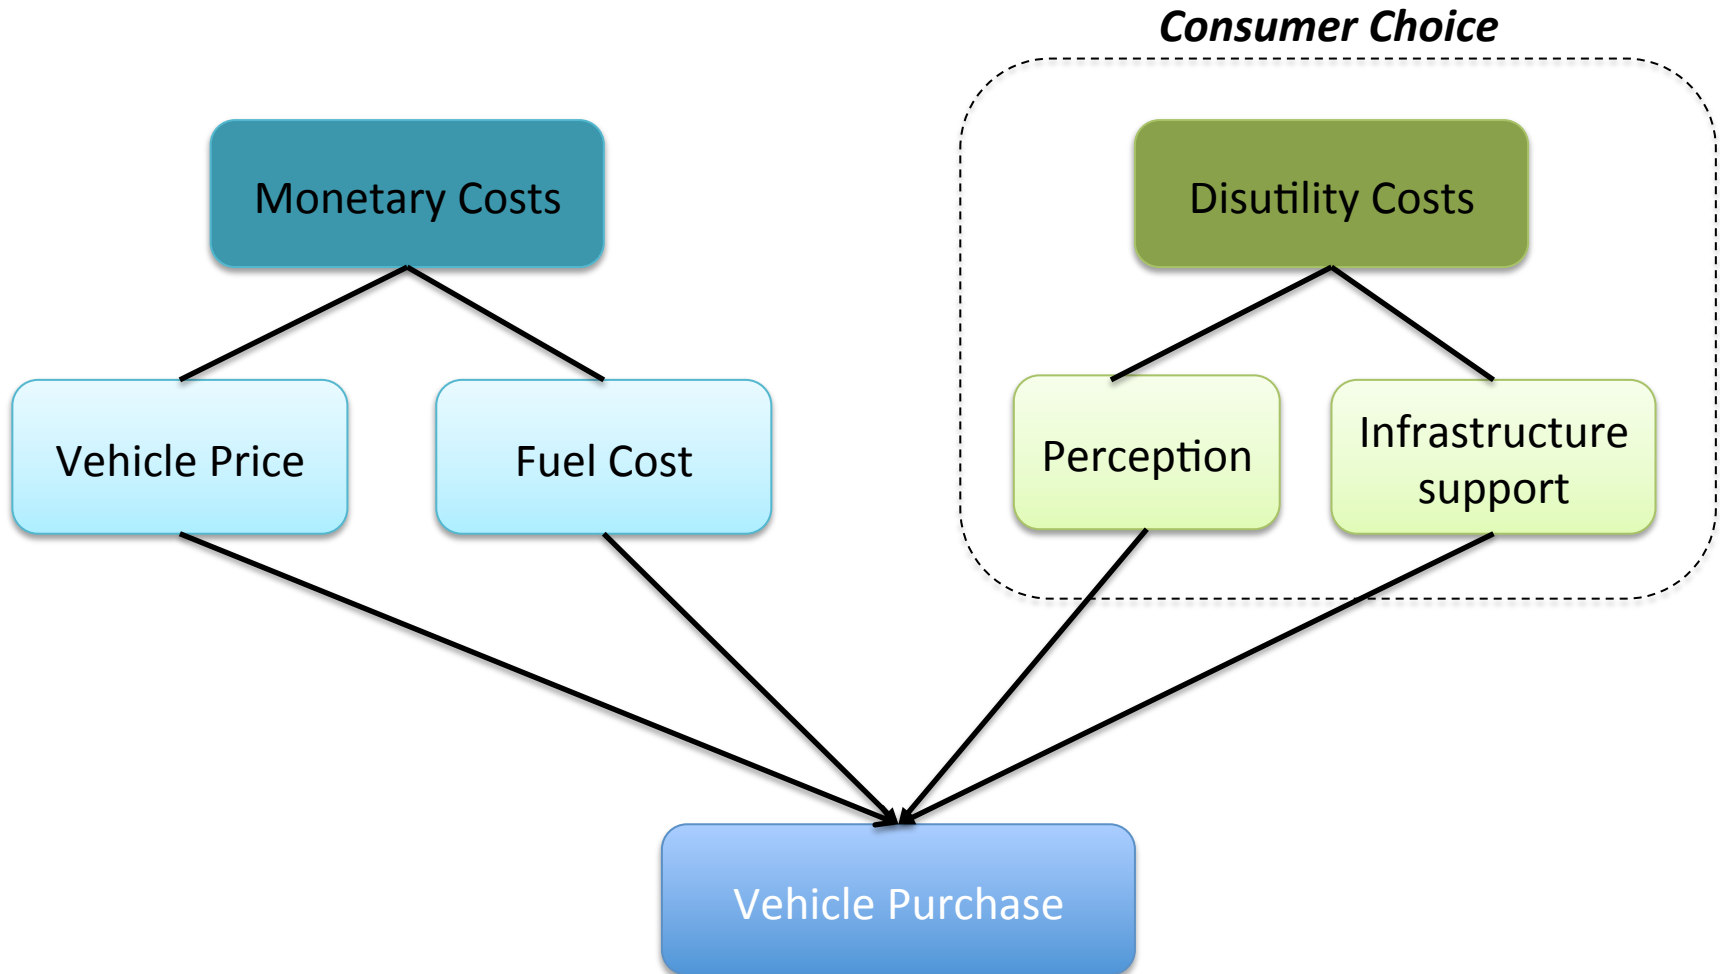 Consumer Choice
Monetary Costs
Disutility Costs
Vehicle Price
Fuel Cost
Perception
Infrastructure
support
Vehicle Purchase